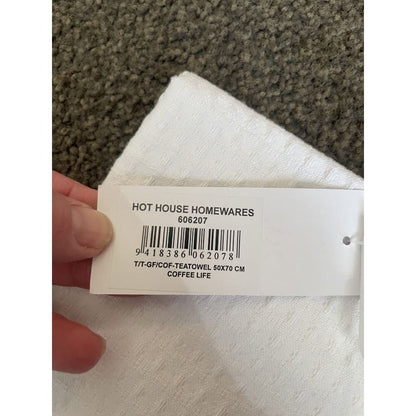 HOT HOUSE HOMEWARES
606207
9 418386 062078
T/T-GF/COF-TEATOWEL 50X70 CM
COFFEE LIFE